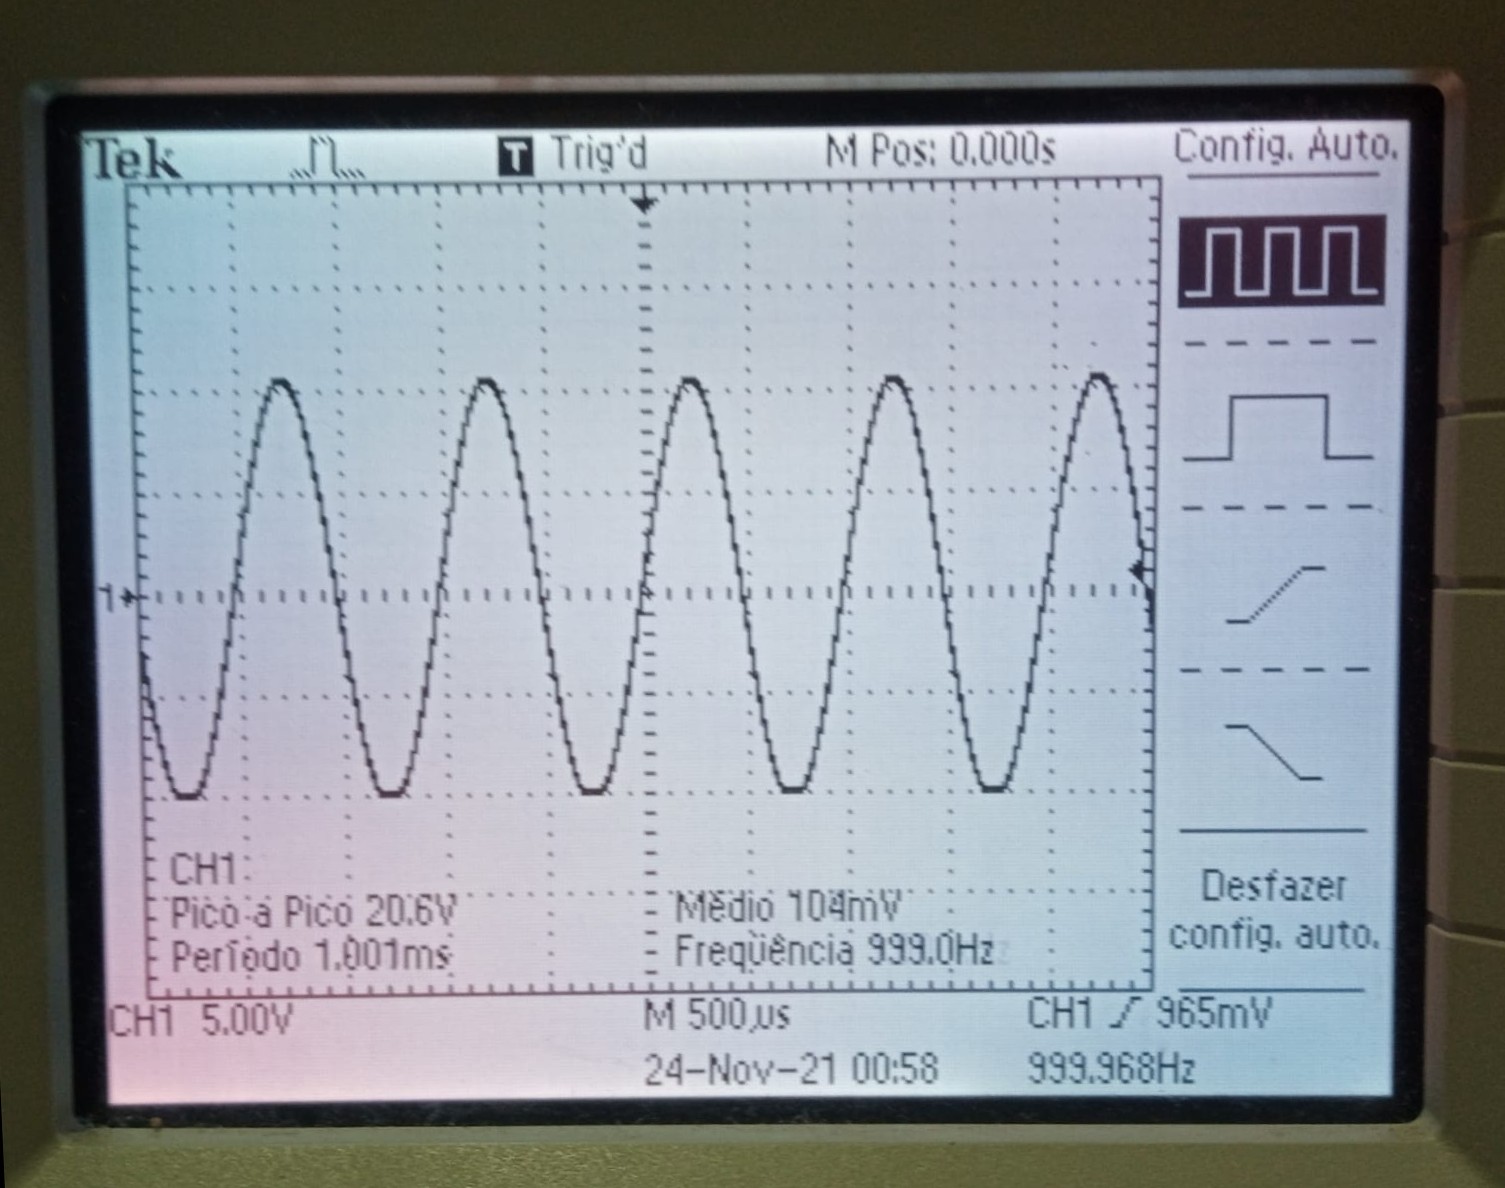 Tek T Trig'd M Pos: 0.000s Config. Auto.
1
CH1
Pico a Pico 20.6V Médio 104mV
Período 1.001ms Freqüência 999.0Hz
Desfazer
config. auto.
CH1 5.00V M 500µs CH1 965mV
24-Nov-21 00:58 999.968Hz